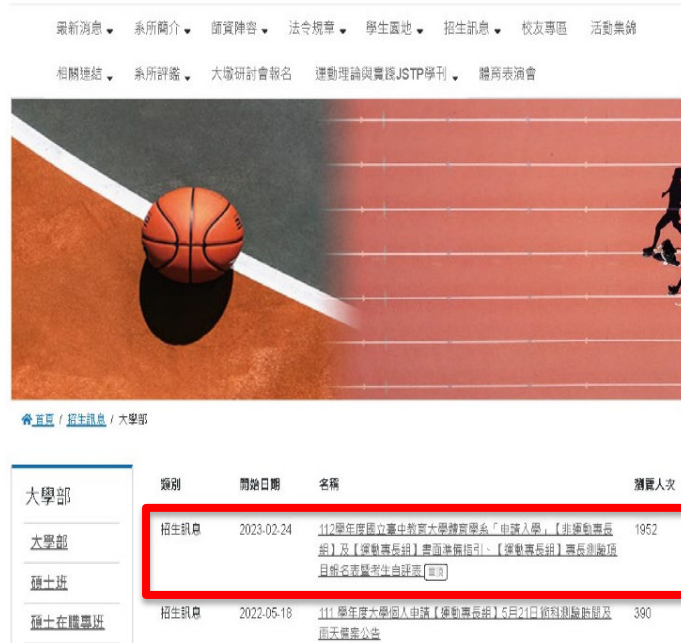 最新消息 系所簡介 師資陣容 法令規章 學生園地 招生訊息 校友專區 活動集錦
相關連結 系所評鑑 大墩研討會報名 運動理論與實踐JSTP學刊 體育表演會
首頁 / 招生訊息 / 大學部
大學部
大學部
碩士班
碩士在職專班
類別 開始日期 名稱 瀏覽人次
招生訊息 2023-02-24 112學年度國立臺中教育大學體育學系「申請入學」【非運動專長 1952
組】及【運動專長組】書面準備指引、【運動專長組】專長測驗項
目報名表暨考生自評表 置頂
招生訊息 2022-05-18 111 學年度大學個人申請【運動專長組】5月21日術科測驗時間及 390
雨天備案公告